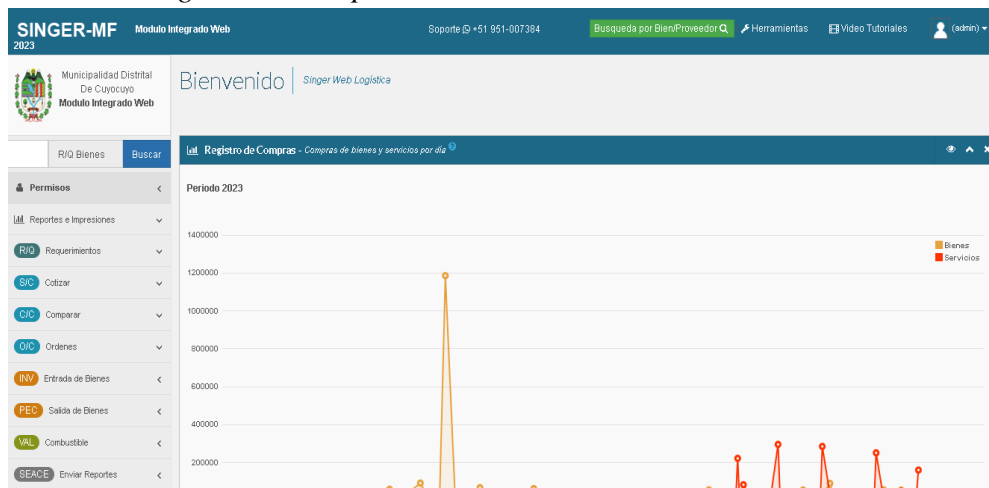 SINGER-MF Modulo Integrado Web Soporte +51 951-007384 Busqueda por Bien/Proveedor Herramientas Video Tutoriales (admin)
2023
Municipalidad Distrital
De Cuyocuyo
Modulo Integrado Web
Bienvenido Singer Web Logística
R/Q Bienes Buscar
Registro de Compras - Compras de bienes y servicios por día
Permisos
Periodo 2023
Reportes e Impresiones
R/Q Requerimientos
S/C Cotizar
C/C Comparar
O/C Ordenes
INV Entrada de Bienes
PEC Salida de Bienes
VAL Combustible
SEACE Enviar Reportes
1400000
1200000
1000000
800000
600000
400000
200000
Bienes
Servicios